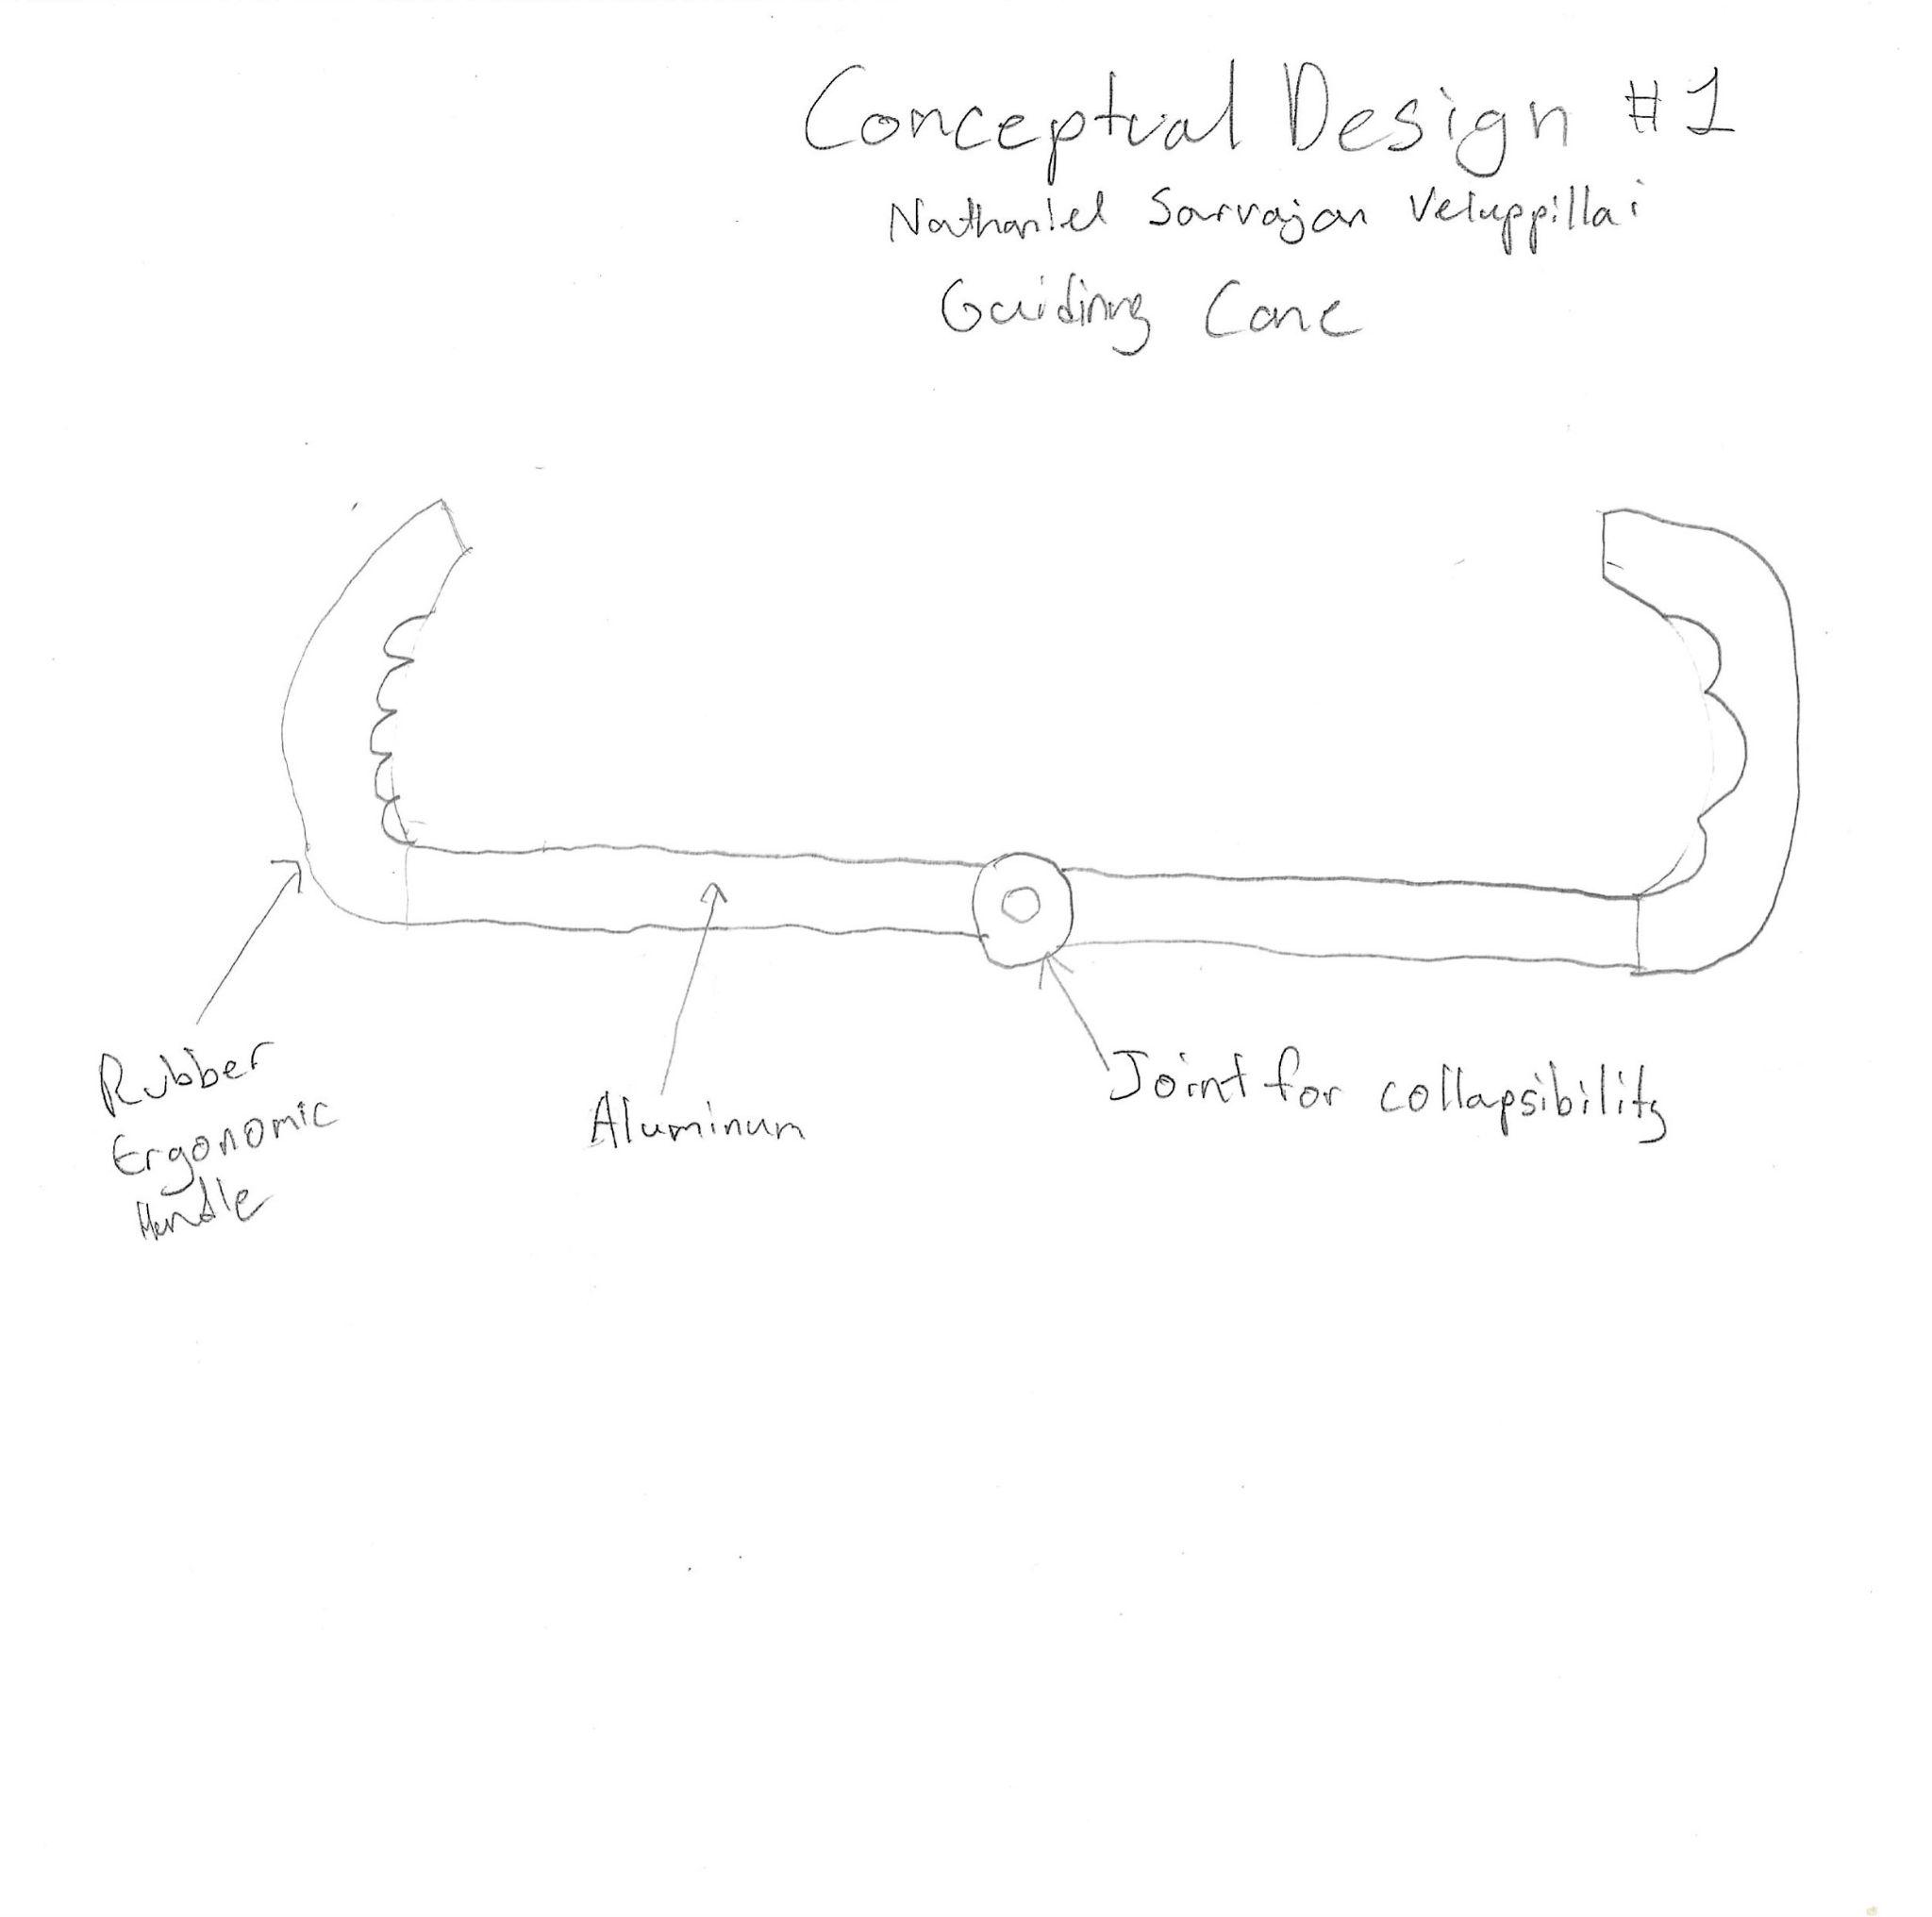 Conceptual Design #1
Nathaniel Sarvajan Veluppillai
Guiding Cane
Rubber
Ergonomic
Handle
Aluminum
Joint for collapsibility